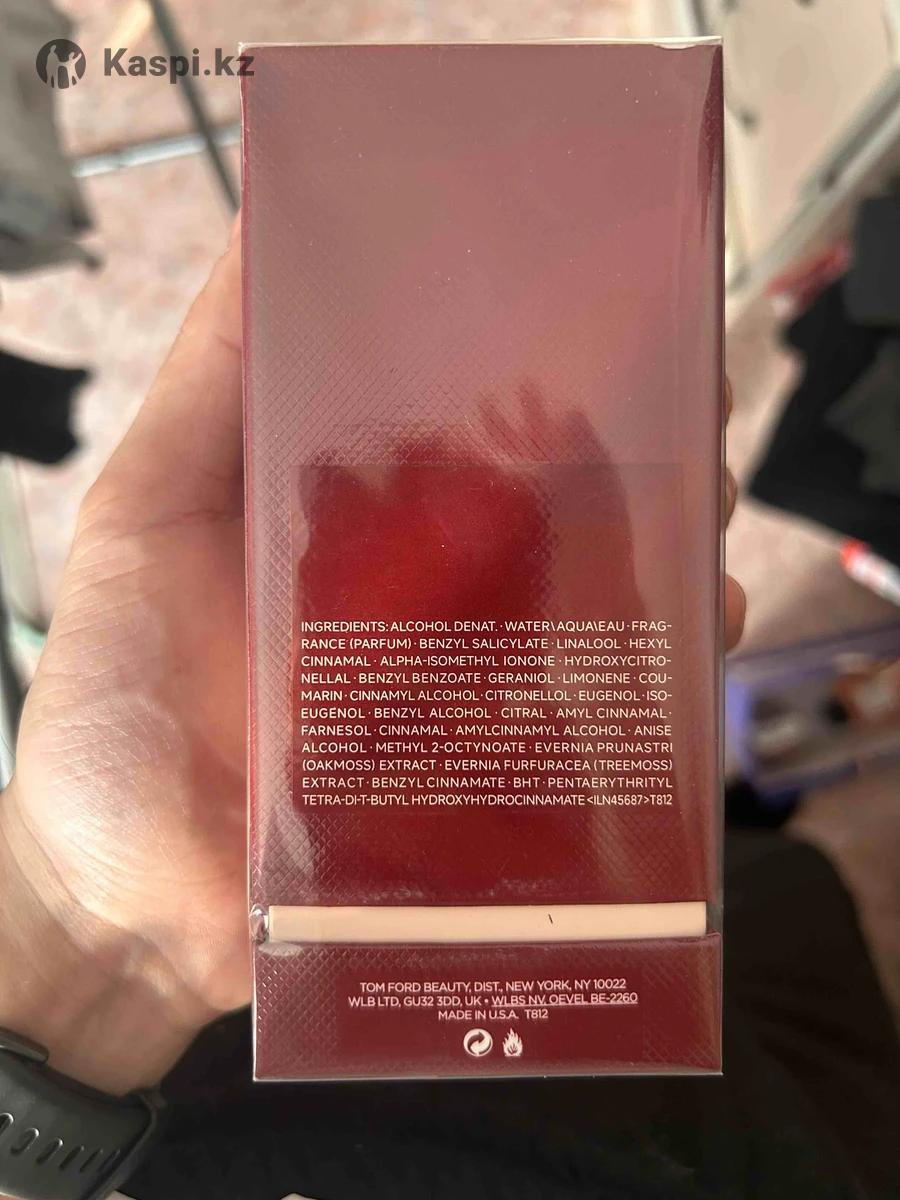 Kaspi.kz
INGREDIENTS: ALCOHOL DENAT. · WATER\AQUA\EAU · FRAG-
RANCE (PARFUM) · BENZYL SALICYLATE · LINALOOL · HEXYL
CINNAMAL · ALPHA-ISOMETHYL IONONE · HYDROXYCITRO-
NELLAL · BENZYL BENZOATE · GERANIOL · LIMONENE · COU-
MARIN · CINNAMYL ALCOHOL · CITRONELLOL · EUGENOL · ISO-
EUGENOL · BENZYL ALCOHOL · CITRAL · AMYL CINNAMAL ·
FARNESOL · CINNAMAL · AMYLCINNAMYL ALCOHOL · ANISE
ALCOHOL · METHYL 2-OCTYNOATE · EVERNIA PRUNASTRI
(OAKMOSS) EXTRACT · EVERNIA FURFURACEA (TREEMOSS)
EXTRACT · BENZYL CINNAMATE · BHT · PENTAERYTHRITYL
TETRA-DI-T-BUTYL HYDROXYHYDROCINNAMATE <ILN45687> T812
TOM FORD BEAUTY, DIST., NEW YORK, NY 10022
WLB LTD, GU32 3DD, UK • WLBS NV. OEVEL BE-2260
MADE IN U.S.A. T812